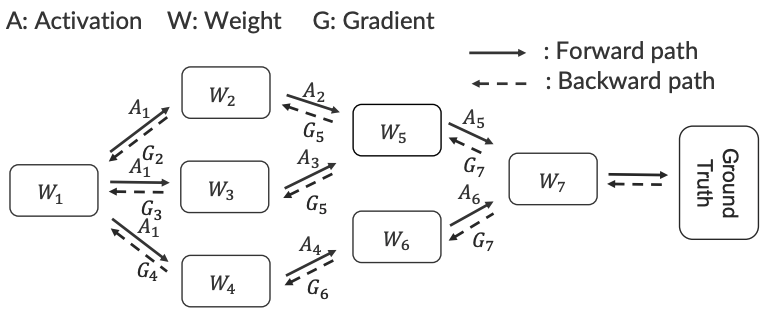 A: Activation W: Weight G: Gradient
: Forward path
: Backward path
W₂
A₁
A₂
G₂
G₅
W₅
A₅
G₇
A₁
W₁
W₃
G₃
A₃
G₅
W₇
Ground
Truth
A₁
G₄
W₄
A₄
G₆
W₆
A₆
G₇